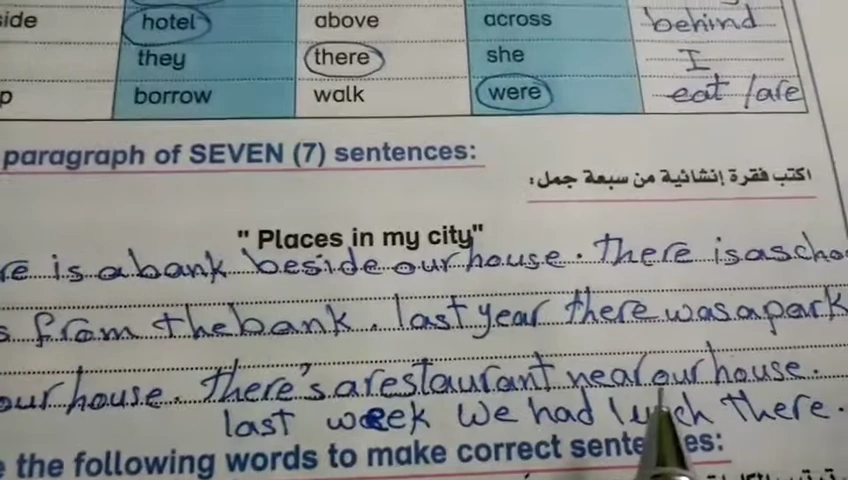 side hotel above across behind
they there she I
p borrow walk were eat / are
paragraph of SEVEN (7) sentences:
اكتب فقرة إنشائية من سبعة جمل:
" Places in my city"
re is a bank beside our house. There is a scho
s from the bank. last year there was a park
our house. there's a restaurant near our house.
last week we had lunch there.
e the following words to make correct sentences: